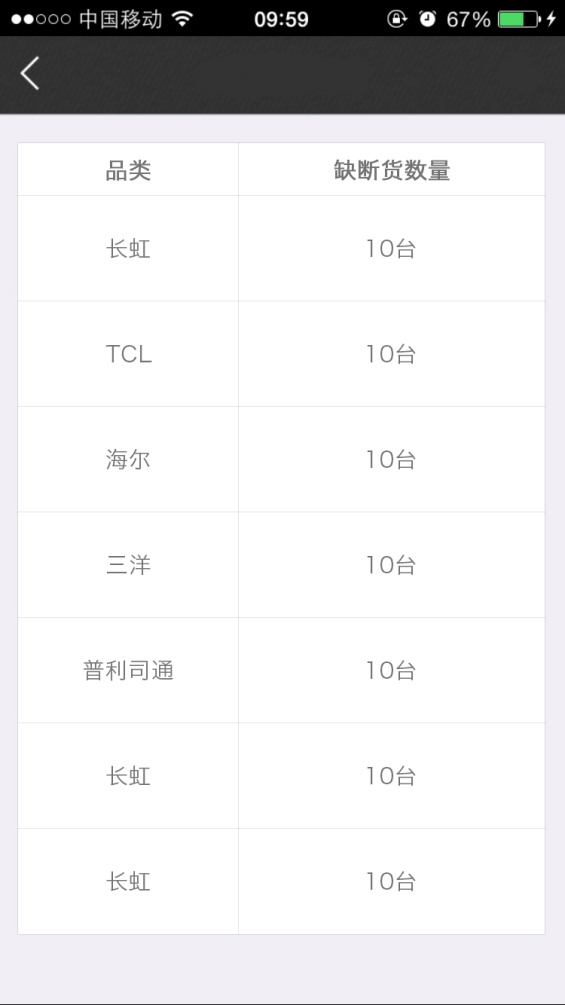 中国移动 09:59 67%
品类 缺断货数量
长虹 10台
TCL 10台
海尔 10台
三洋 10台
普利司通 10台
长虹 10台
长虹 10台